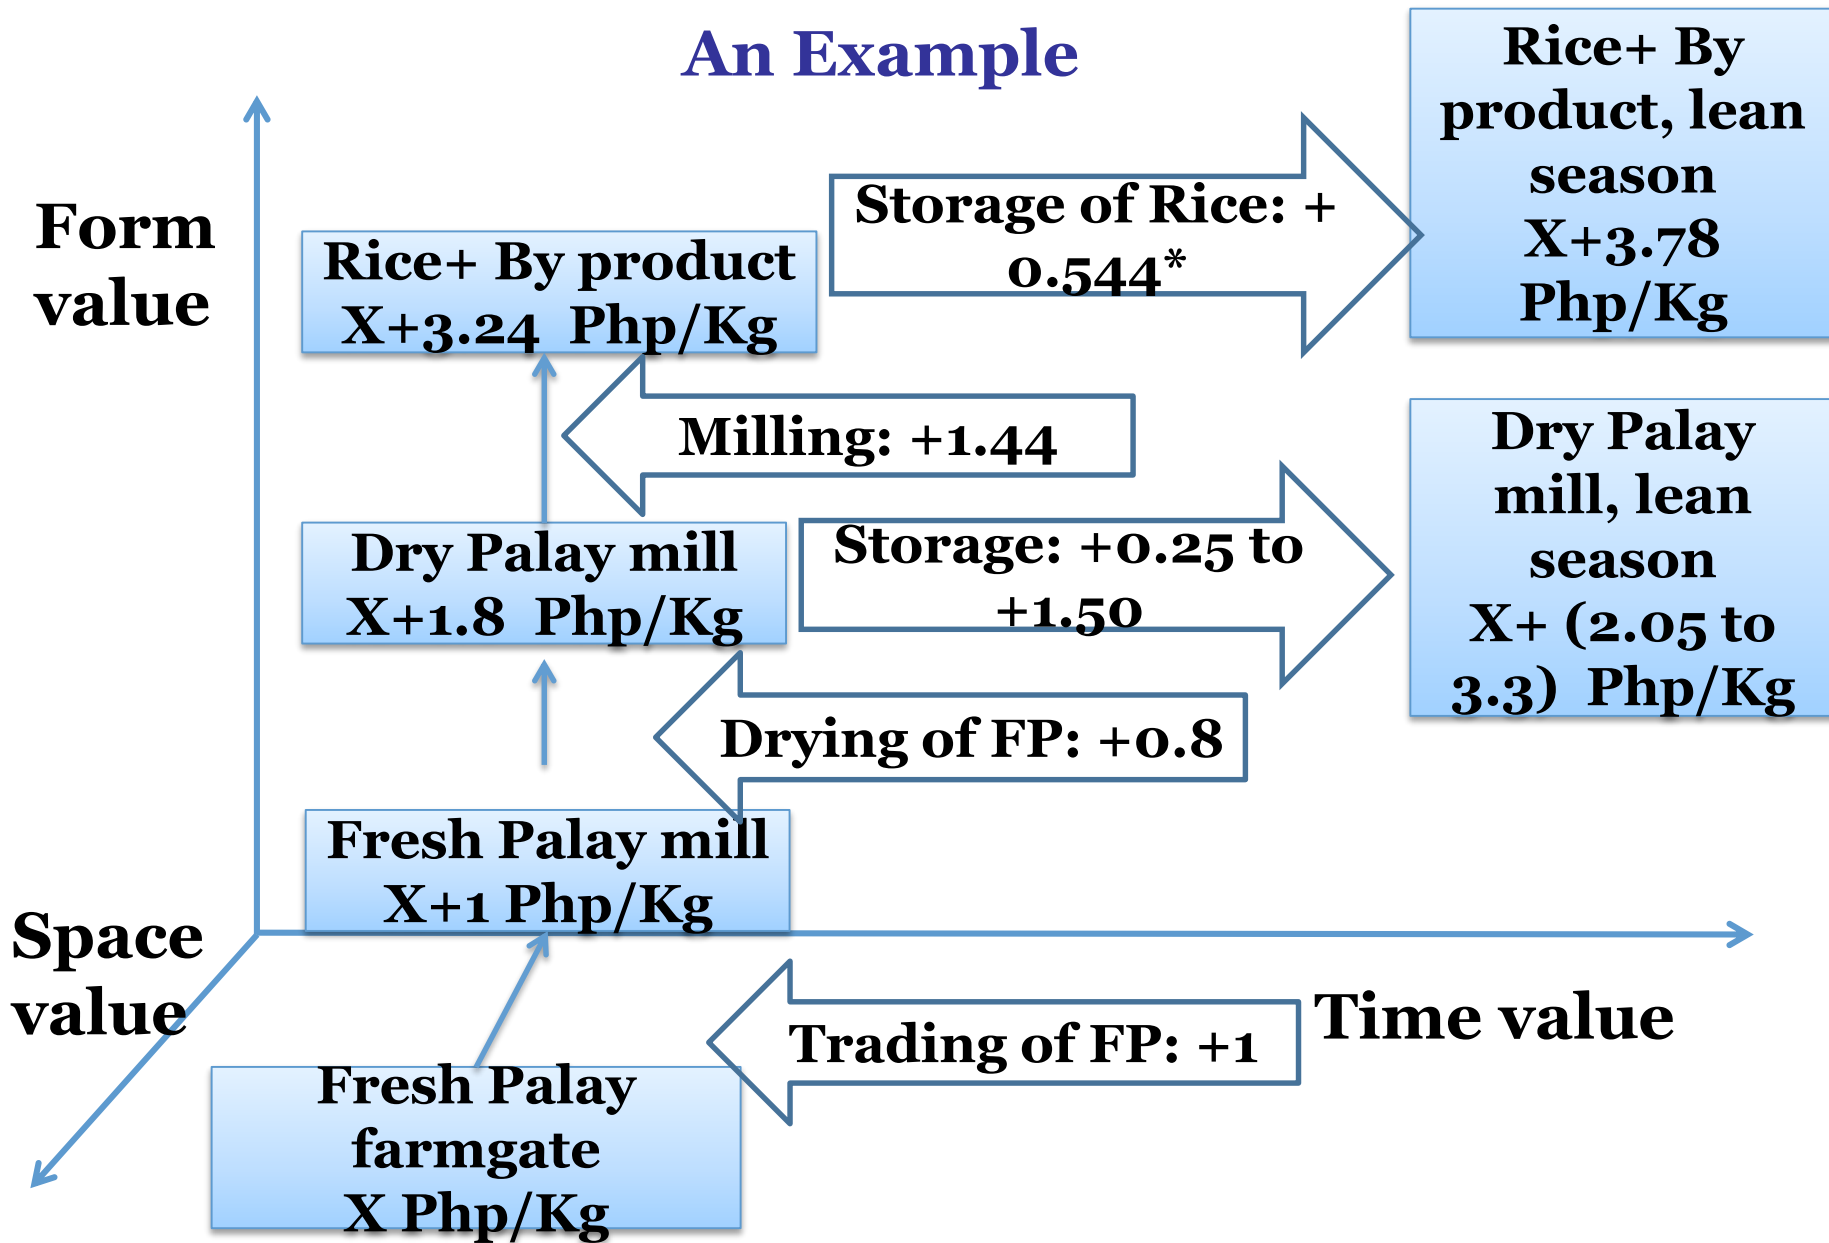 An Example
Rice+ By
product, lean
season
X+3.78
Php/Kg
Form
value
Storage of Rice: +
0.544*
Rice+ By product
X+3.24  Php/Kg
Milling: +1.44
Dry Palay
mill, lean
season
X+ (2.05 to
3.3)  Php/Kg
Dry Palay mill
X+1.8  Php/Kg
Storage: +0.25 to
+1.50
Drying of FP: +0.8
Fresh Palay mill
X+1 Php/Kg
Space
value
Time value
Trading of FP: +1
Fresh Palay
farmgate
X Php/Kg